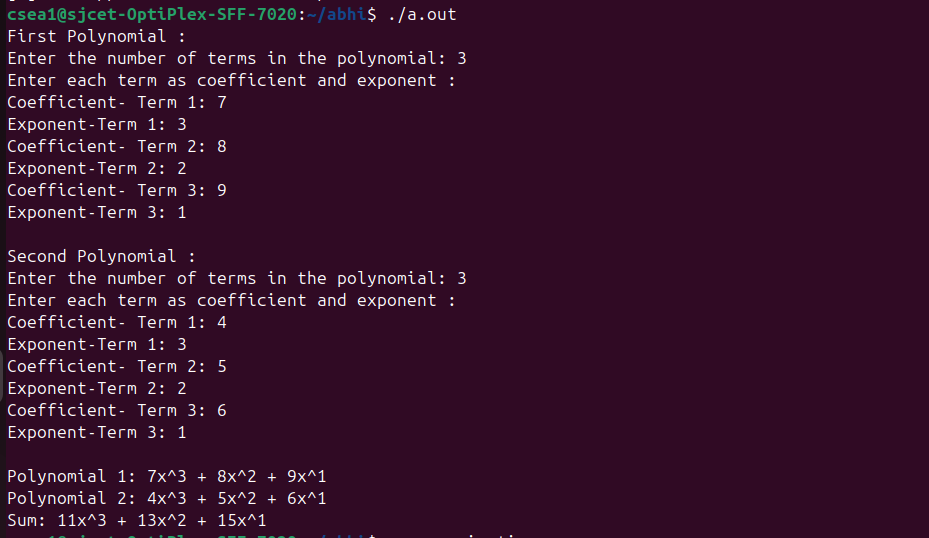 csea1@sjcet-OptiPlex-SFF-7020:~/abhi$ ./a.out
First Polynomial :
Enter the number of terms in the polynomial: 3
Enter each term as coefficient and exponent :
Coefficient- Term 1: 7
Exponent-Term 1: 3
Coefficient- Term 2: 8
Exponent-Term 2: 2
Coefficient- Term 3: 9
Exponent-Term 3: 1
Second Polynomial :
Enter the number of terms in the polynomial: 3
Enter each term as coefficient and exponent :
Coefficient- Term 1: 4
Exponent-Term 1: 3
Coefficient- Term 2: 5
Exponent-Term 2: 2
Coefficient- Term 3: 6
Exponent-Term 3: 1
Polynomial 1: 7x^3 + 8x^2 + 9x^1
Polynomial 2: 4x^3 + 5x^2 + 6x^1
Sum: 11x^3 + 13x^2 + 15x^1